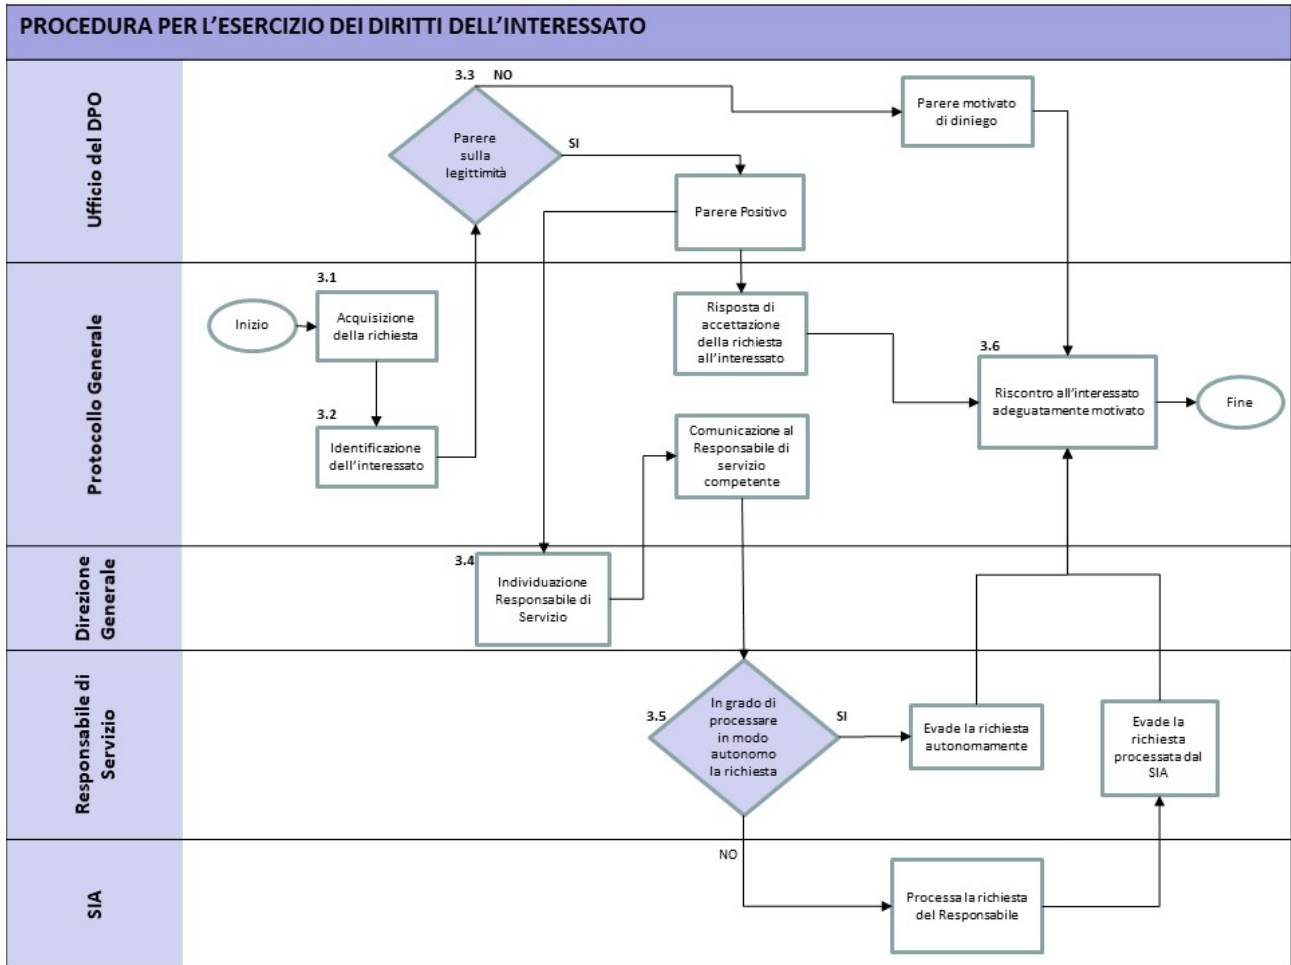 PROCEDURA PER L'ESERCIZIO DEI DIRITTI DELL'INTERESSATO
Ufficio del DPO
3.3
NO
Parere
sulla
legittimità
SI
Parere motivato
di diniego
Parere Positivo
Protocollo Generale
3.1
Inizio
Acquisizione
della richiesta
3.2
Identificazione
dell'interessato
Risposta di
accettazione
della richiesta
all'interessato
Comunicazione al
Responsabile di
servizio
competente
3.6
Riscontro all'interessato
adeguatamente motivato
Fine
Direzione
Generale
3.4
Individuazione
Responsabile di
Servizio
Responsabile di
Servizio
3.5
In grado di
processare
in modo
autonomo
la richiesta
SI
Evade la richiesta
autonomamente
Evade la
richiesta
processata dal
SIA
SIA
NO
Processa la richiesta
del Responsabile